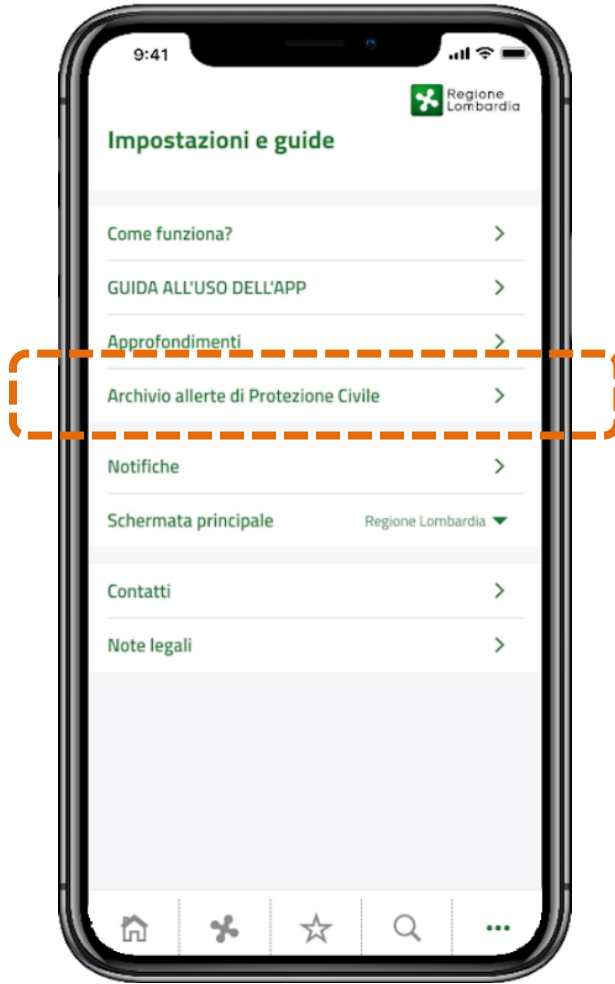 9:41
Regione
Lombardia
Impostazioni e guide
Come funziona?
GUIDA ALL'USO DELL'APP
Approfondimenti
Archivio allerte di Protezione Civile
Notifiche
Schermata principale Regione Lombardia
Contatti
Note legali